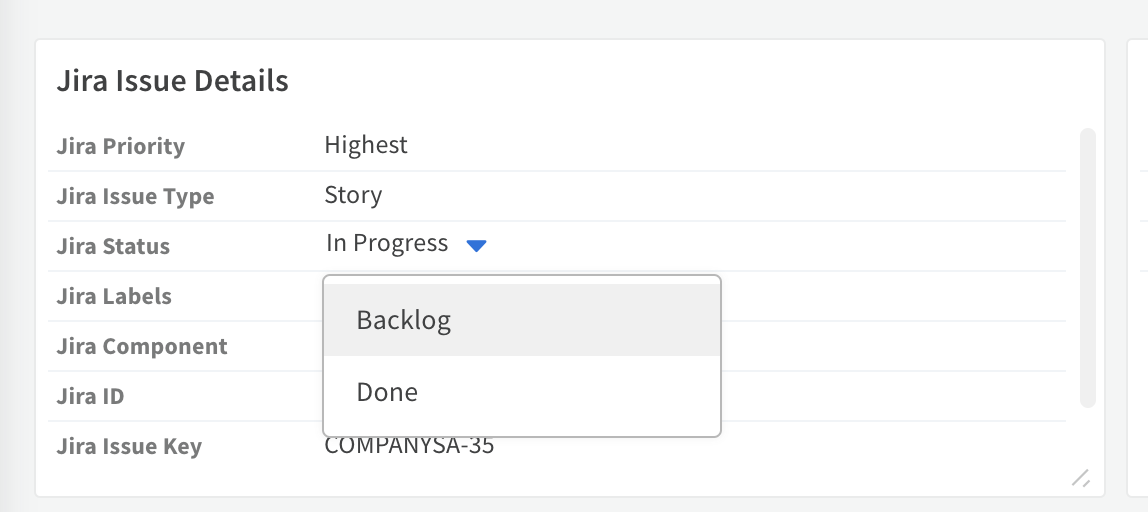 Jira Issue Details
Jira Priority Highest
Jira Issue Type Story
Jira Status In Progress
Jira Labels
Backlog
Jira Component
Done
Jira ID
Jira Issue Key COMPANYSA-35